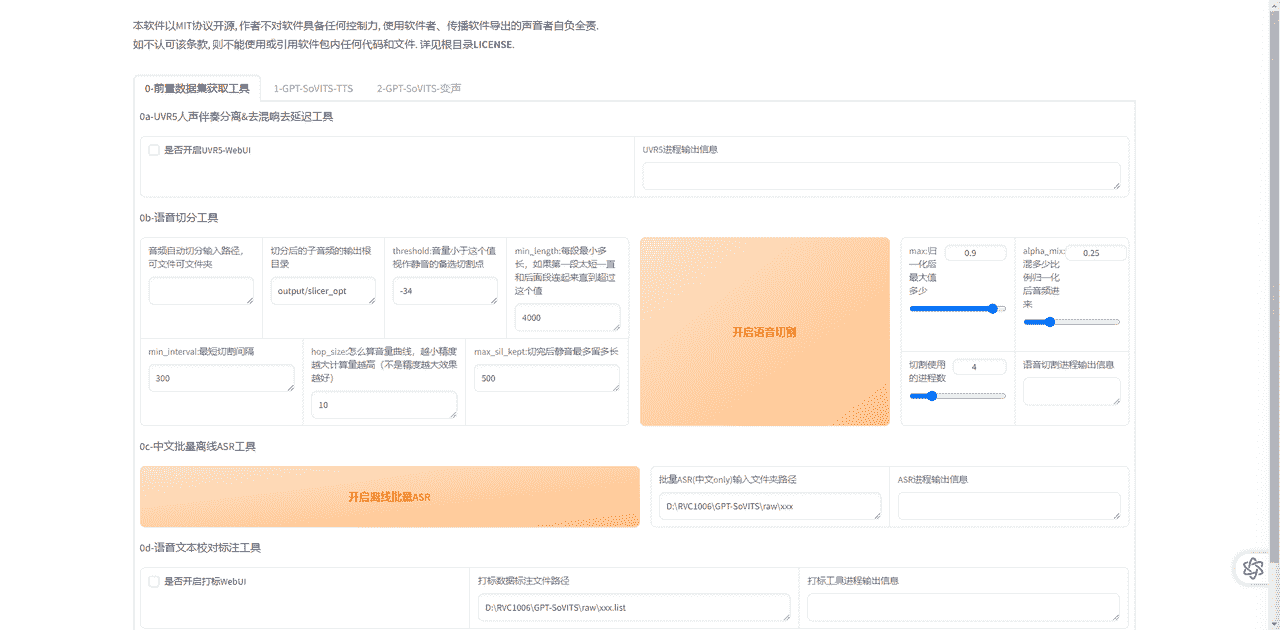 本软件以MIT协议开源, 作者不对软件具备任何控制力, 使用软件者、传播软件导出的声音者自负全责.
如不认可该条款, 则不能使用或引用软件包内任何代码和文件. 详见根目录LICENSE.
0-前置数据集获取工具
1-GPT-SoVITS-TTS
2-GPT-SoVITS-变声
0a-UVR5人声伴奏分离&去混响去延迟工具
是否开启UVR5-WebUI
UVR5进程输出信息
0b-语音切分工具
音频自动切分输入路径,
可文件可文件夹
切分后的子音频的输出根
目录
output/slicer_opt
threshold:音量小于这个值
视作静音的备选切割点
-34
min_length:每段最小多
长，如果第一段太短一直
和后面段连起来直到超过
这个值
4000
min_interval:最短切割间隔
300
hop_size:怎么算音量曲线，越小精度
越大计算量越高（不是精度越大效果
越好）
10
max_sil_kept:切完后静音最多留多长
500
开启语音切割
max:归
一化后
最大值
多少
0.9
alpha_mix:
混多少比
例归一化
后音频进
来
0.25
切割使用
的进程数
4
语音切割进程输出信息
0c-中文批量离线ASR工具
开启离线批量ASR
批量ASR(中文only)输入文件夹路径
D:\RVC1006\GPT-SoVITS\raw\xxx
ASR进程输出信息
0d-语音文本校对标注工具
是否开启打标WebUI
打标数据标注文件路径
D:\RVC1006\GPT-SoVITS\raw\xxx.list
打标工具进程输出信息